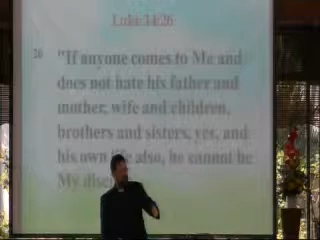 Luke 14:26
26 "If anyone comes to Me and
does not hate his father and
mother, wife and children,
brothers and sisters, yes, and
his own life also, he cannot be
My